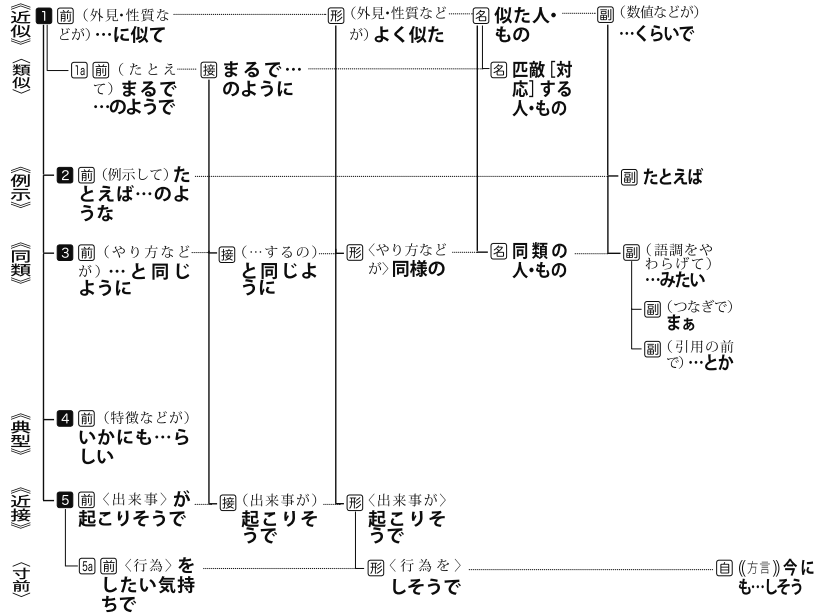 《近似》
1 前 (外見・性質な
どが) …に似て
形 (外見・性質など
が) よく似た
名 似た人・
もの
副 (数値などが)
…くらいで
《類似》
1a 前 (たとえ
て) まるで
…のようで
接 まるで…
のように
名 匹敵[対
応]する
人・もの
《例示》
2 前 (例示して) た
とえば…のよ
うな
副 たとえば
《同類》
3 前 (やり方など
が) …と同じ
ように
接 (…するの)
と同じよ
うに
形 〈やり方など
が〉同様の
名 同類の
人・もの
副 (語調をや
わらげて)
…みたい
副 (つなぎで)
まぁ
副 (引用の前
で) …とか
《典型》
4 前 (特徴などが)
いかにも…ら
しい
《近接》
5 前 〈出来事〉が
起こりそうで
接 (出来事が)
起こりそ
うで
形 〈出来事が〉
起こりそ
うで
〈寸前〉
5a 前 〈行為〉を
したい気持
ちで
形 〈行為を〉
しそうで
自 ((方言)) 今に
も…しそう